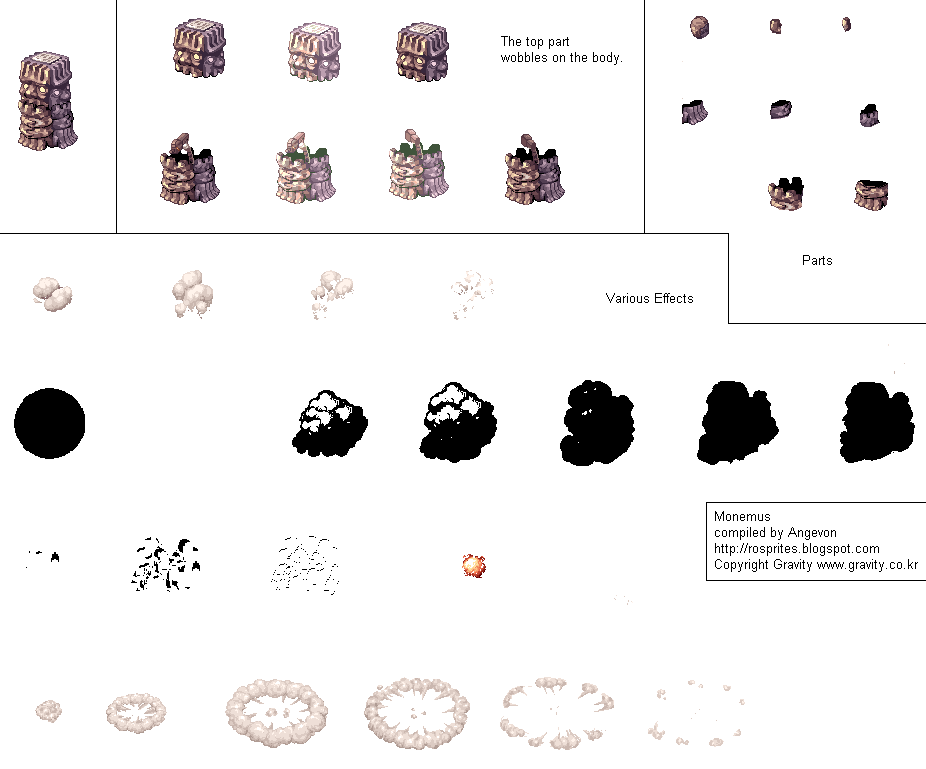 The top part
wobbles on the body.
Parts
Various Effects
Monemus
compiled by Angevon
http://rosprites.blogspot.com
Copyright Gravity www.gravity.co.kr